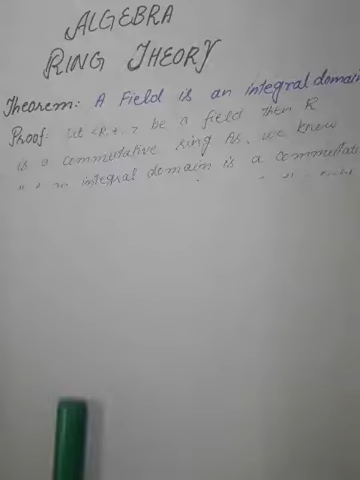 ALGEBRA
RING THEORY
Theorem: A Field is an integral domain
Proof: Let <R, +, .> be a field then R
is a commutative ring As, we know
an integral domain is a commutati